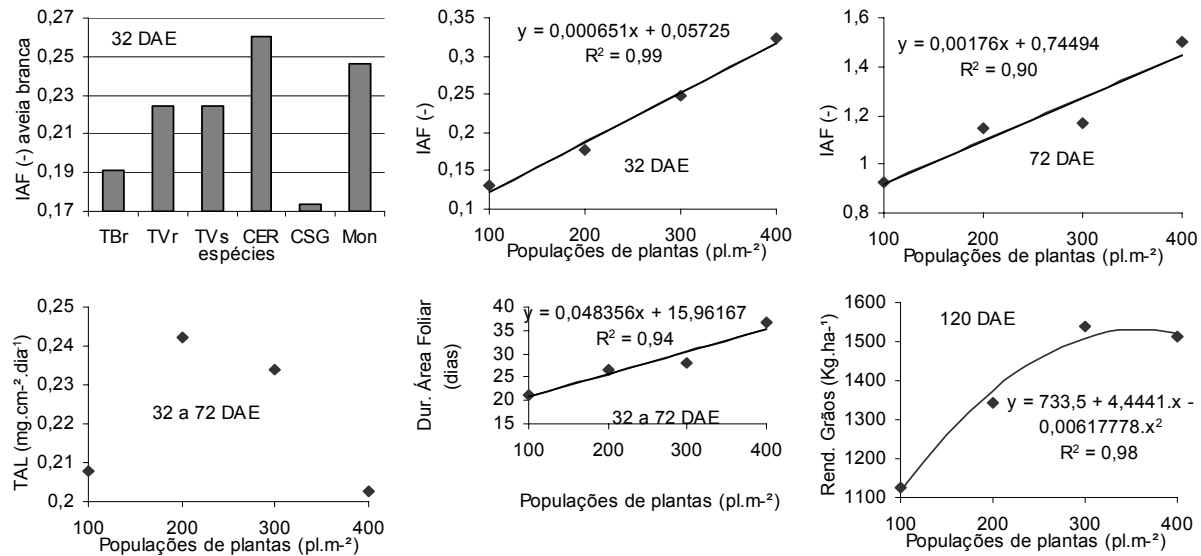 0,27
0,25
0,23
0,21
0,19
0,17
IAF (-) aveia branca
32 DAE
TBr TVr TVs CER CSG Mon
espécies
0,4
0,35
0,3
0,25
0,2
0,15
0,1
IAF (-)
y = 0,000651x + 0,05725
R² = 0,99
32 DAE
100 200 300 400
Populações de plantas (pl.m-²)
1,6
1,4
1,2
1
0,8
IAF (-)
y = 0,00176x + 0,74494
R² = 0,90
72 DAE
100 200 300 400
Populações de plantas (pl.m-²)
0,25
0,24
0,23
0,22
0,21
0,2
TAL (mg.cm-².dia-¹)
32 a 72 DAE
100 200 300 400
Populações de plantas (pl.m-²)
40
35
30
25
20
15
Dur. Área Foliar
(dias)
y = 0,048356x + 15,96167
R² = 0,94
32 a 72 DAE
100 200 300 400
Populações de plantas (pl.m-²)
1600
1500
1400
1300
1200
1100
Rend. Grãos (Kg.ha-¹)
120 DAE
y = 733,5 + 4,4441.x -
0,00617778.x²
R² = 0,98
100 200 300 400
Populações de plantas (pl.m-²)